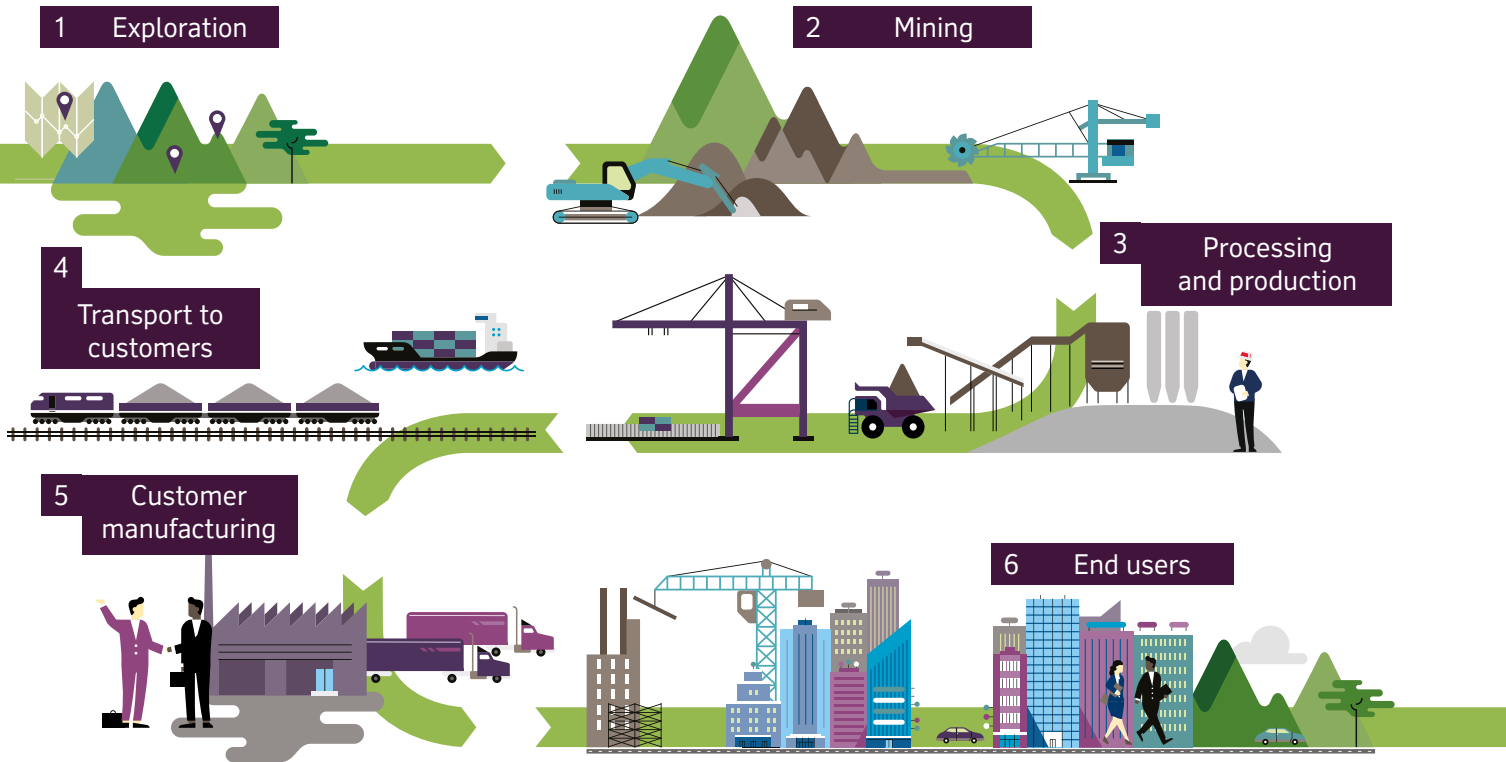 1 Exploration
2 Mining
3 Processing
and production
4
Transport to
customers
5 Customer
manufacturing
6 End users